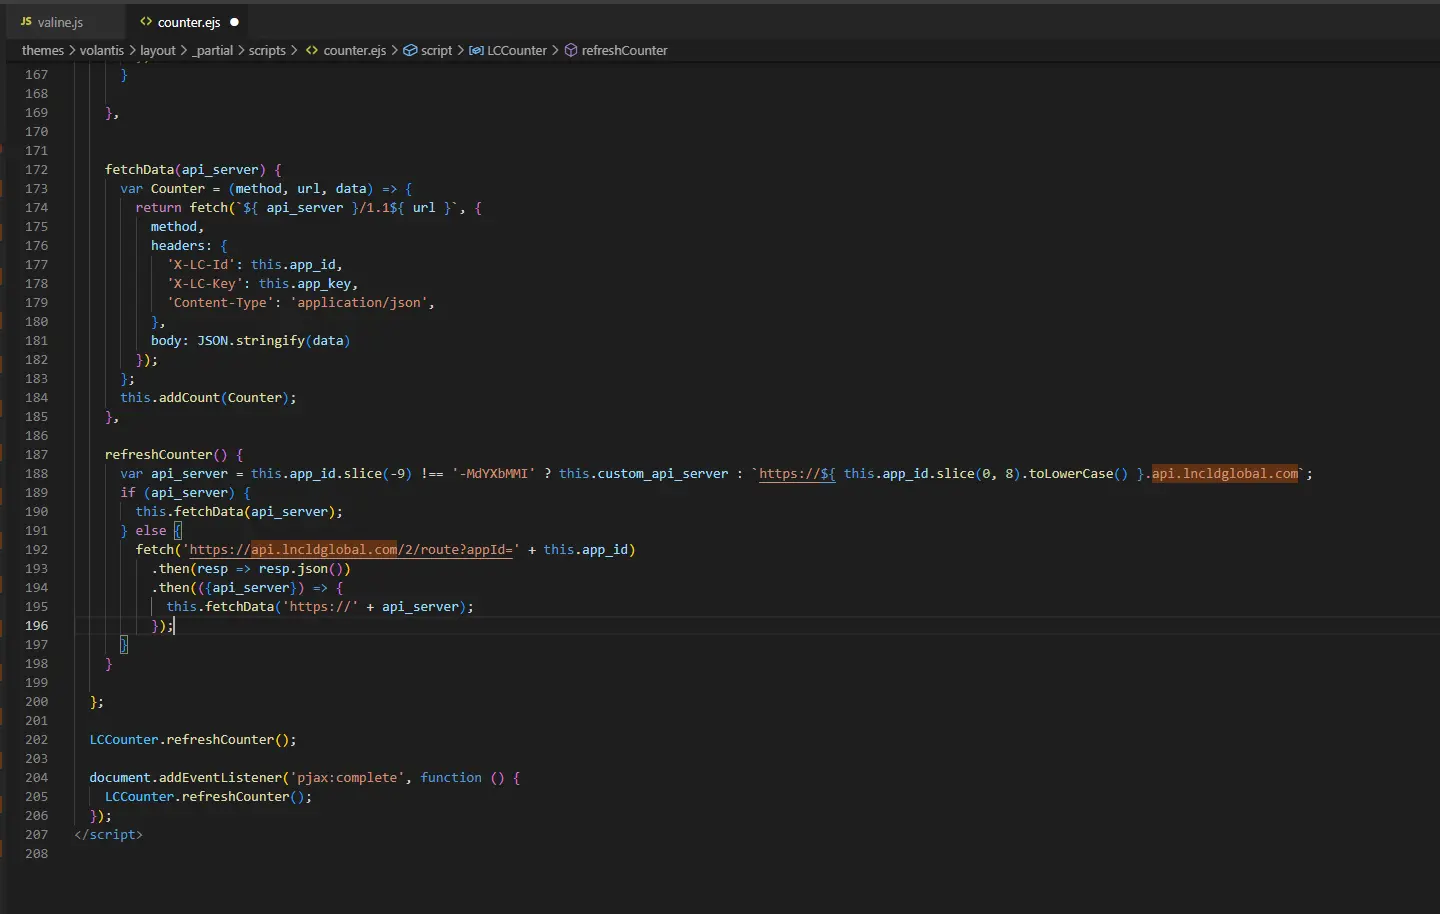 JS valine.js
<> counter.ejs
themes > volantis > layout > _partial > scripts > <> counter.ejs > script > LCCounter > refreshCounter
167 }
168
169 },
170
171
172 fetchData(api_server) {
173 var Counter = (method, url, data) => {
174 return fetch(`${ api_server }/1.1${ url }`, {
175 method,
176 headers: {
177 'X-LC-Id': this.app_id,
178 'X-LC-Key': this.app_key,
179 'Content-Type': 'application/json',
180 },
181 body: JSON.stringify(data)
182 });
183 };
184 this.addCount(Counter);
185 },
186
187 refreshCounter() {
188 var api_server = this.app_id.slice(-9) !== '-MdYXbMMI' ? this.custom_api_server : `https://${ this.app_id.slice(0, 8).toLowerCase() }.api.lncldglobal.com`;
189 if (api_server) {
190 this.fetchData(api_server);
191 } else {
192 fetch('https://api.lncldglobal.com/2/route?appId=' + this.app_id)
193 .then(resp => resp.json())
194 .then(({api_server}) => {
195 this.fetchData('https://' + api_server);
196 });
197 }
198 }
199
200 };
201
202 LCCounter.refreshCounter();
203
204 document.addEventListener('pjax:complete', function () {
205 LCCounter.refreshCounter();
206 });
207 </script>
208